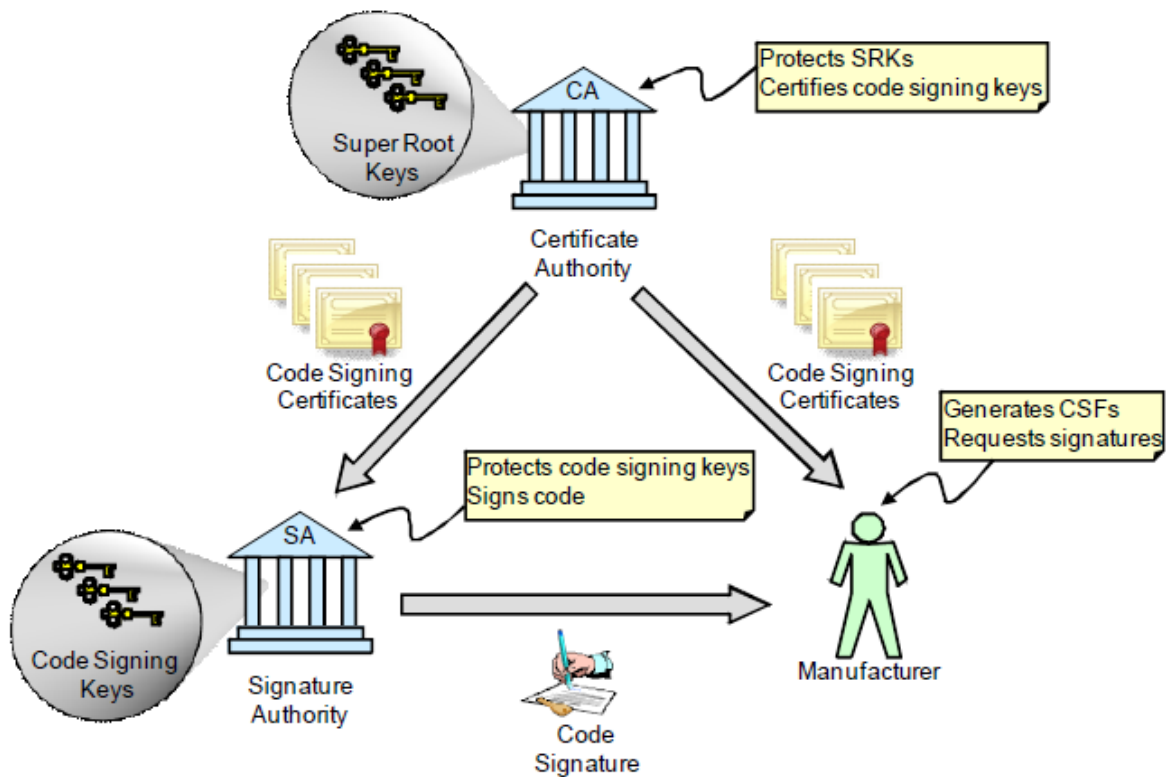 Protects SRKs
Certifies code signing keys
CA
Super Root
Keys
Certificate
Authority
Code Signing
Certificates
Code Signing
Certificates
Generates CSFs
Requests signatures
Protects code signing keys
Signs code
SA
Code Signing
Keys
Signature
Authority
Manufacturer
Code
Signature